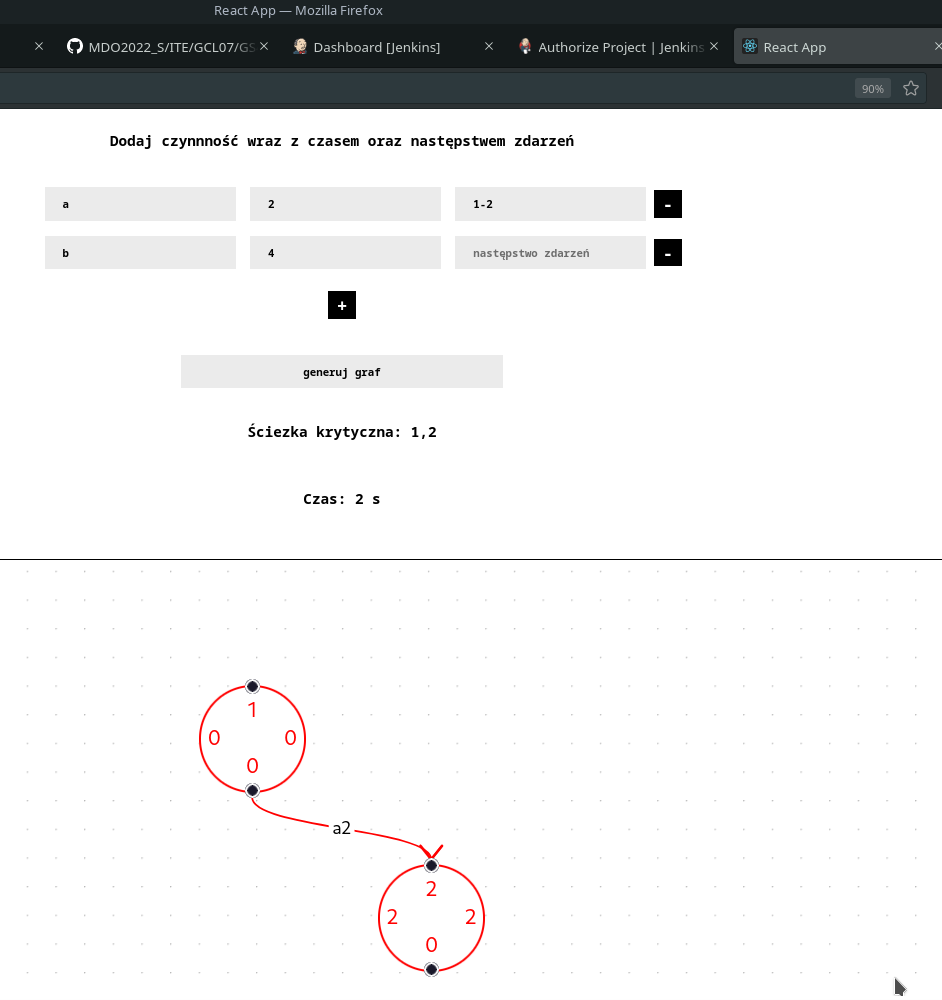 React App — Mozilla Firefox
MDO2022_S/ITE/GCL07/GS
Dashboard [Jenkins]
Authorize Project | Jenkins
React App
90%
Dodaj czynnność wraz z czasem oraz następstwem zdarzeń
a 2 1-2 -
b 4 następstwo zdarzeń -
+
generuj graf
Ściezka krytyczna: 1,2
Czas: 2 s
1
0 0
0
a2
2
2 2
0